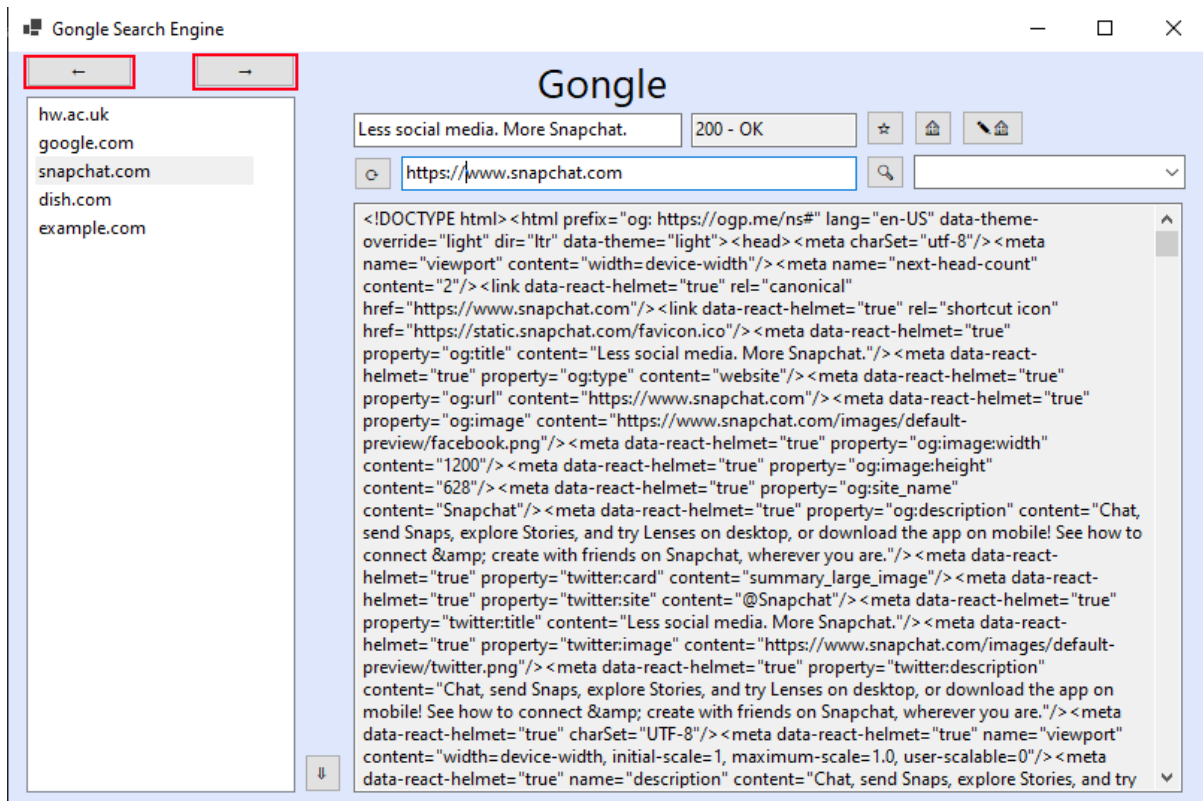 Gongle Search Engine
← →
Gongle
hw.ac.uk
google.com
snapchat.com
dish.com
example.com
Less social media. More Snapchat.
200 - OK
https://www.snapchat.com
<!DOCTYPE html><html prefix="og: https://ogp.me/ns#" lang="en-US" data-theme-
override="light" dir="ltr" data-theme="light"><head><meta charSet="utf-8"/><meta
name="viewport" content="width=device-width"/><meta name="next-head-count"
content="2"/><link data-react-helmet="true" rel="canonical"
href="https://www.snapchat.com"/><link data-react-helmet="true" rel="shortcut icon"
href="https://static.snapchat.com/favicon.ico"/><meta data-react-helmet="true"
property="og:title" content="Less social media. More Snapchat."/><meta data-react-
helmet="true" property="og:type" content="website"/><meta data-react-helmet="true"
property="og:url" content="https://www.snapchat.com"/><meta data-react-helmet="true"
property="og:image" content="https://www.snapchat.com/images/default-
preview/facebook.png"/><meta data-react-helmet="true" property="og:image:width"
content="1200"/><meta data-react-helmet="true" property="og:image:height"
content="628"/><meta data-react-helmet="true" property="og:site_name"
content="Snapchat"/><meta data-react-helmet="true" property="og:description" content="Chat,
send Snaps, explore Stories, and try Lenses on desktop, or download the app on mobile! See how to
connect &amp; create with friends on Snapchat, wherever you are."/><meta data-react-
helmet="true" property="twitter:card" content="summary_large_image"/><meta data-react-
helmet="true" property="twitter:site" content="@Snapchat"/><meta data-react-helmet="true"
property="twitter:title" content="Less social media. More Snapchat."/><meta data-react-
helmet="true" property="twitter:image" content="https://www.snapchat.com/images/default-
preview/twitter.png"/><meta data-react-helmet="true" property="twitter:description"
content="Chat, send Snaps, explore Stories, and try Lenses on desktop, or download the app on
mobile! See how to connect &amp; create with friends on Snapchat, wherever you are."/><meta
data-react-helmet="true" charSet="UTF-8"/><meta data-react-helmet="true" name="viewport"
content="width=device-width, initial-scale=1, maximum-scale=1.0, user-scalable=0"/><meta
data-react-helmet="true" name="description" content="Chat, send Snaps, explore Stories, and try